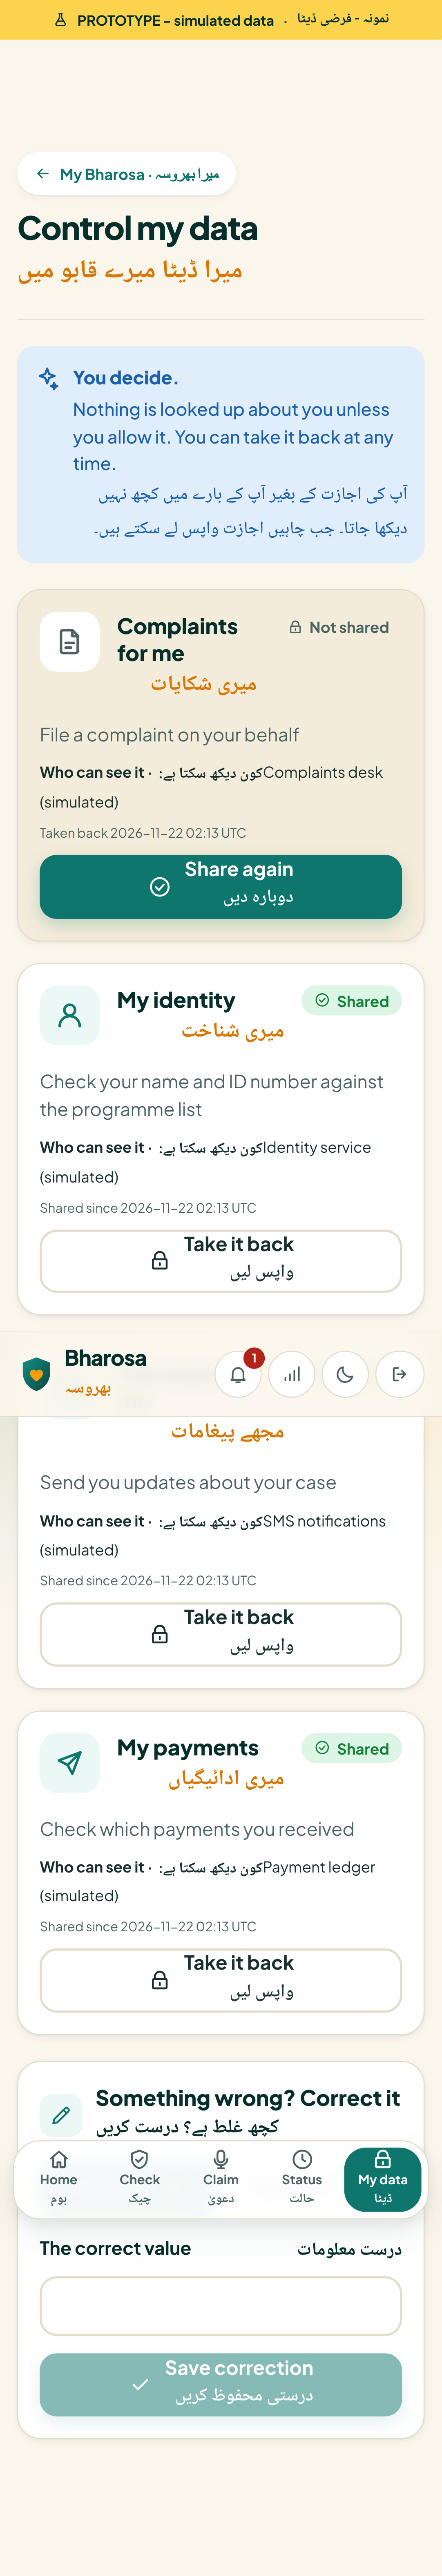 PROTOTYPE – simulated data · نمونہ - فرضی ڈیٹا
My Bharosa · میرا بھروسہ
Control my data
میرا ڈیٹا میرے قابو میں
You decide.
Nothing is looked up about you unless
you allow it. You can take it back at any
time.
آپ کی اجازت کے بغیر آپ کے بارے میں کچھ نہیں
دیکھا جاتا۔ جب چاہیں اجازت واپس لے سکتے ہیں۔
Complaints
for me
Not shared
میری شکایات
File a complaint on your behalf
Who can see it · کون دیکھ سکتا ہے: Complaints desk
(simulated)
Taken back 2026-11-22 02:13 UTC
Share again
دوبارہ دیں
My identity
Shared
میری شناخت
Check your name and ID number against
the programme list
Who can see it · کون دیکھ سکتا ہے: Identity service
(simulated)
Shared since 2026-11-22 02:13 UTC
Take it back
واپس لیں
Bharosa
بھروسہ
1
مجھے پیغامات
Send you updates about your case
Who can see it · کون دیکھ سکتا ہے: SMS notifications
(simulated)
Shared since 2026-11-22 02:13 UTC
Take it back
واپس لیں
My payments
Shared
میری ادائیگیاں
Check which payments you received
Who can see it · کون دیکھ سکتا ہے: Payment ledger
(simulated)
Shared since 2026-11-22 02:13 UTC
Take it back
واپس لیں
Something wrong? Correct it
کچھ غلط ہے؟ درست کریں
Home Check Claim Status My data
ہوم چیک دعویٰ حالت ڈیٹا
The correct value درست معلومات
Save correction
درستی محفوظ کریں